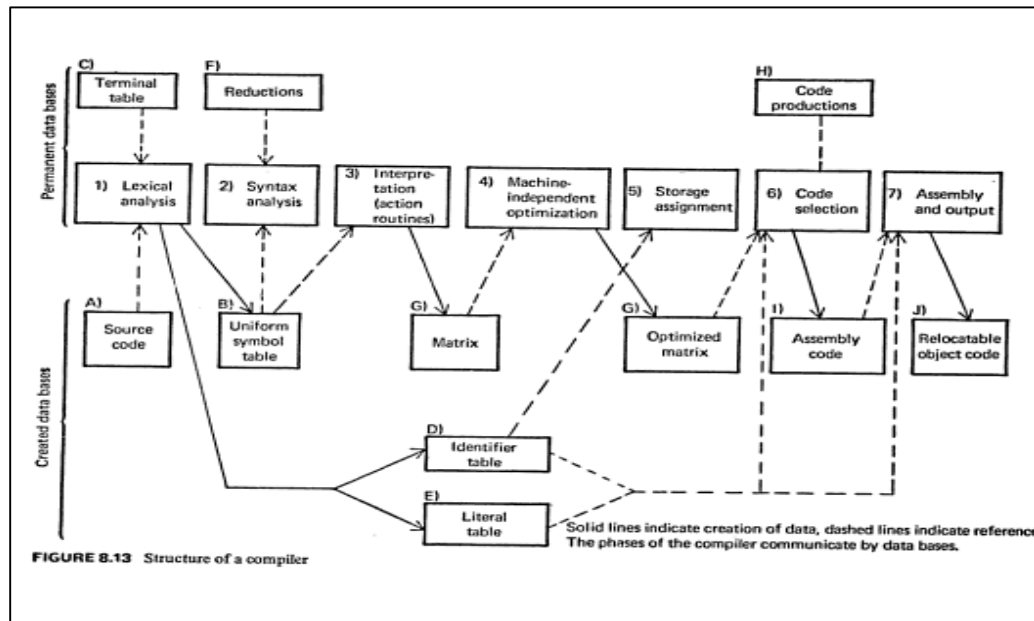 Permanent data bases
C)
Terminal
table
F)
Reductions
H)
Code
productions
1) Lexical
analysis
2) Syntax
analysis
3) Interpre-
tation
(action
routines)
4) Machine-
independent
optimization
5) Storage
assignment
6) Code
selection
7) Assembly
and output
Created data bases
A)
Source
code
B)
Uniform
symbol
table
G)
Matrix
G)
Optimized
matrix
I)
Assembly
code
J)
Relocatable
object code
D)
Identifier
table
E)
Literal
table
Solid lines indicate creation of data, dashed lines indicate reference
The phases of the compiler communicate by data bases.
FIGURE 8.13 Structure of a compiler